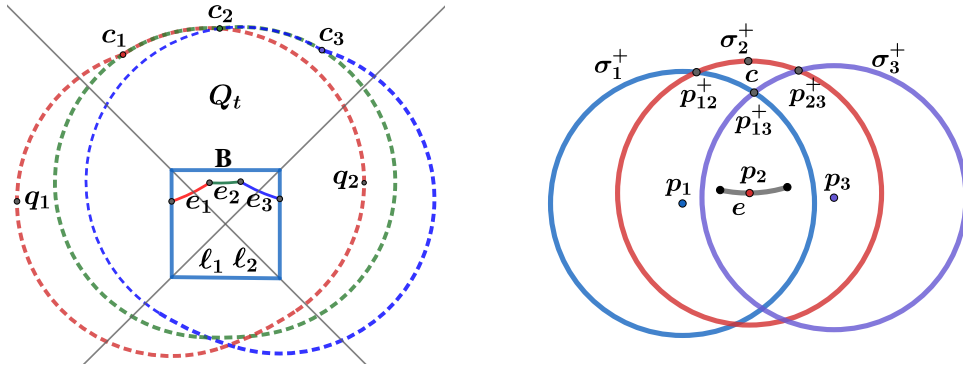 c₁ c₂ c₃
Qₜ
B
q₁ e₁ e₂ e₃ q₂
ℓ₁ ℓ₂
σ₁⁺ σ₂⁺ σ₃⁺
p₁₂⁺ c p₂₃⁺
p₁₃⁺
p₁ p₂ p₃
e